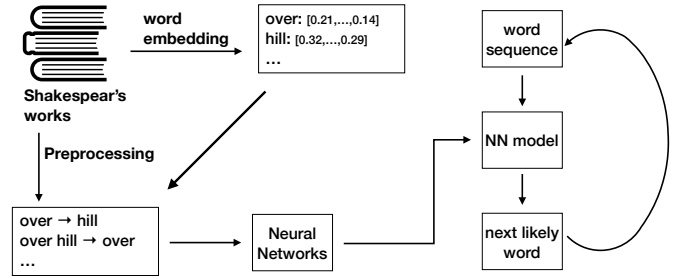 word
embedding
over: [0.21,...,0.14]
hill: [0.32,...,0.29]
...
Shakespear's
works
Preprocessing
over → hill
over hill → over
...
Neural
Networks
word
sequence
NN model
next likely
word